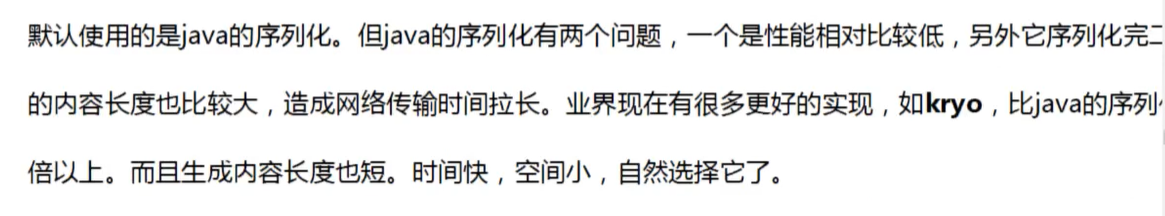 默认使用的是java的序列化。但java的序列化有两个问题，一个是性能相对比较低，另外它序列化完
的内容长度也比较大，造成网络传输时间拉长。业界现在有很多更好的实现，如kryo，比java的序列
倍以上。而且生成内容长度也短。时间快，空间小，自然选择它了。